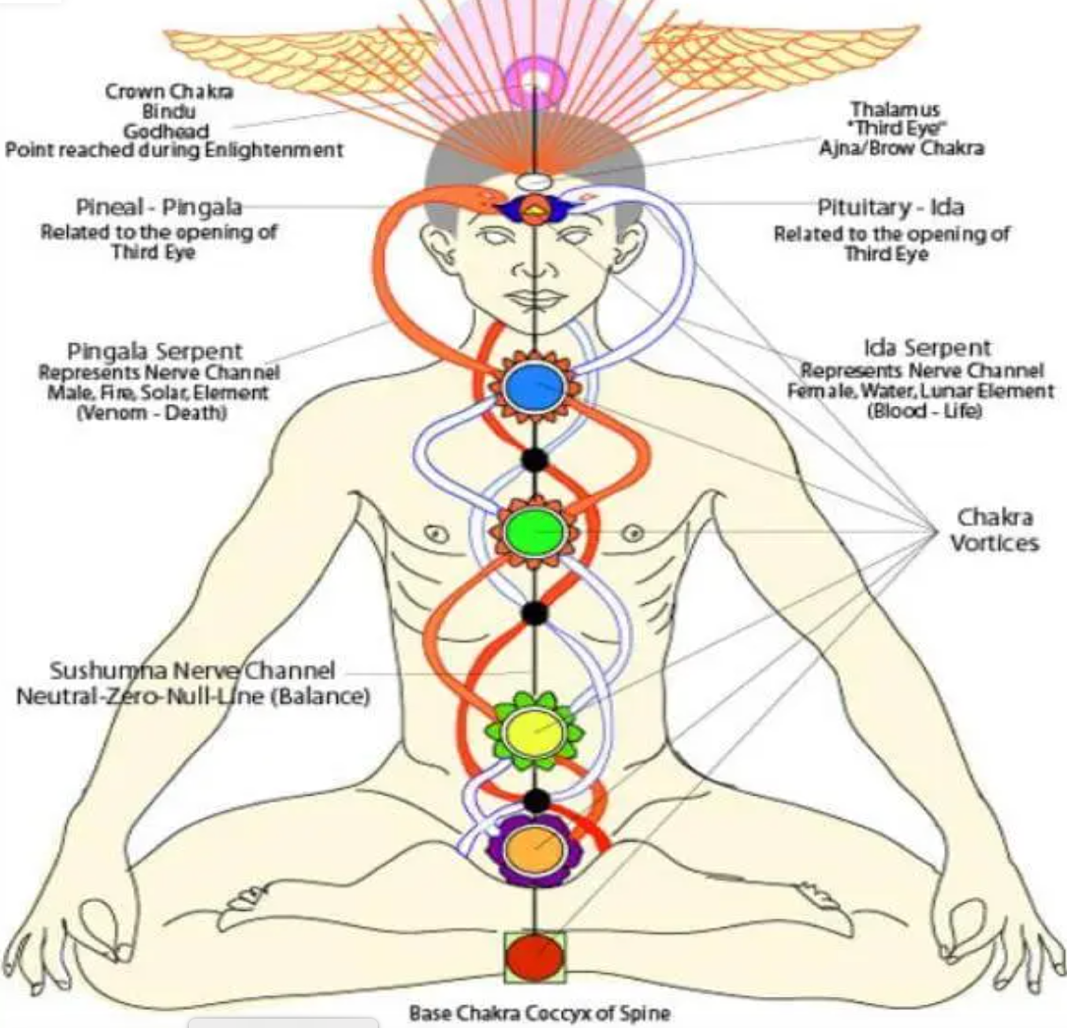 Crown Chakra
Bindu
Godhead
Point reached during Enlightenment
Thalamus
"Third Eye"
Ajna/Brow Chakra
Pineal - Pingala
Related to the opening of
Third Eye
Pituitary - Ida
Related to the opening of
Third Eye
Pingala Serpent
Represents Nerve Channel
Male, Fire, Solar, Element
(Venom - Death)
Ida Serpent
Represents Nerve Channel
Female, Water, Lunar Element
(Blood - Life)
Chakra
Vortices
Sushumna Nerve Channel
Neutral-Zero-Null-Line (Balance)
Base Chakra Coccyx of Spine